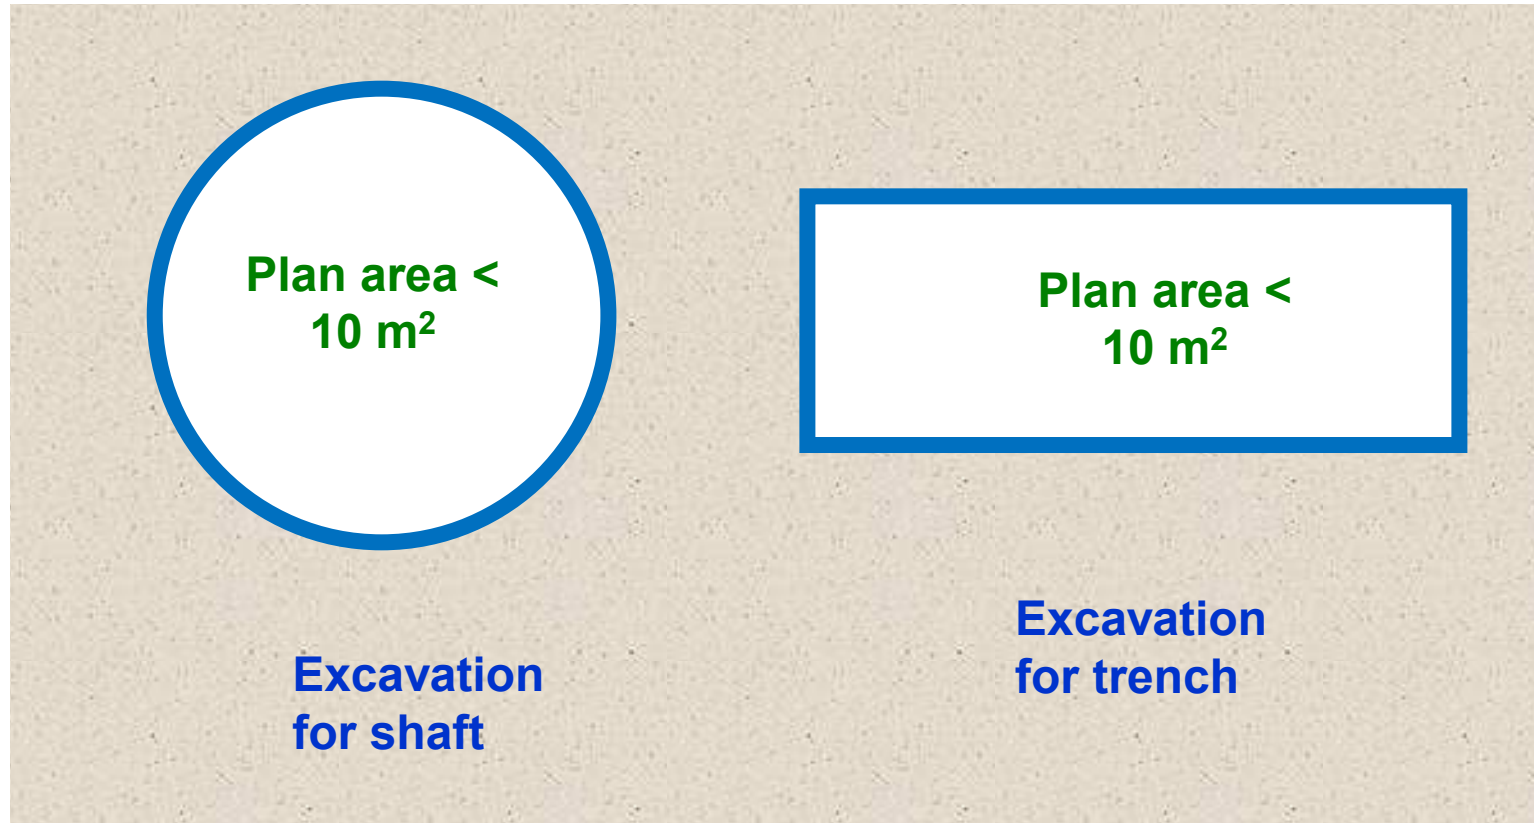 Plan area <
10 m²
Plan area <
10 m²
Excavation
for shaft
Excavation
for trench